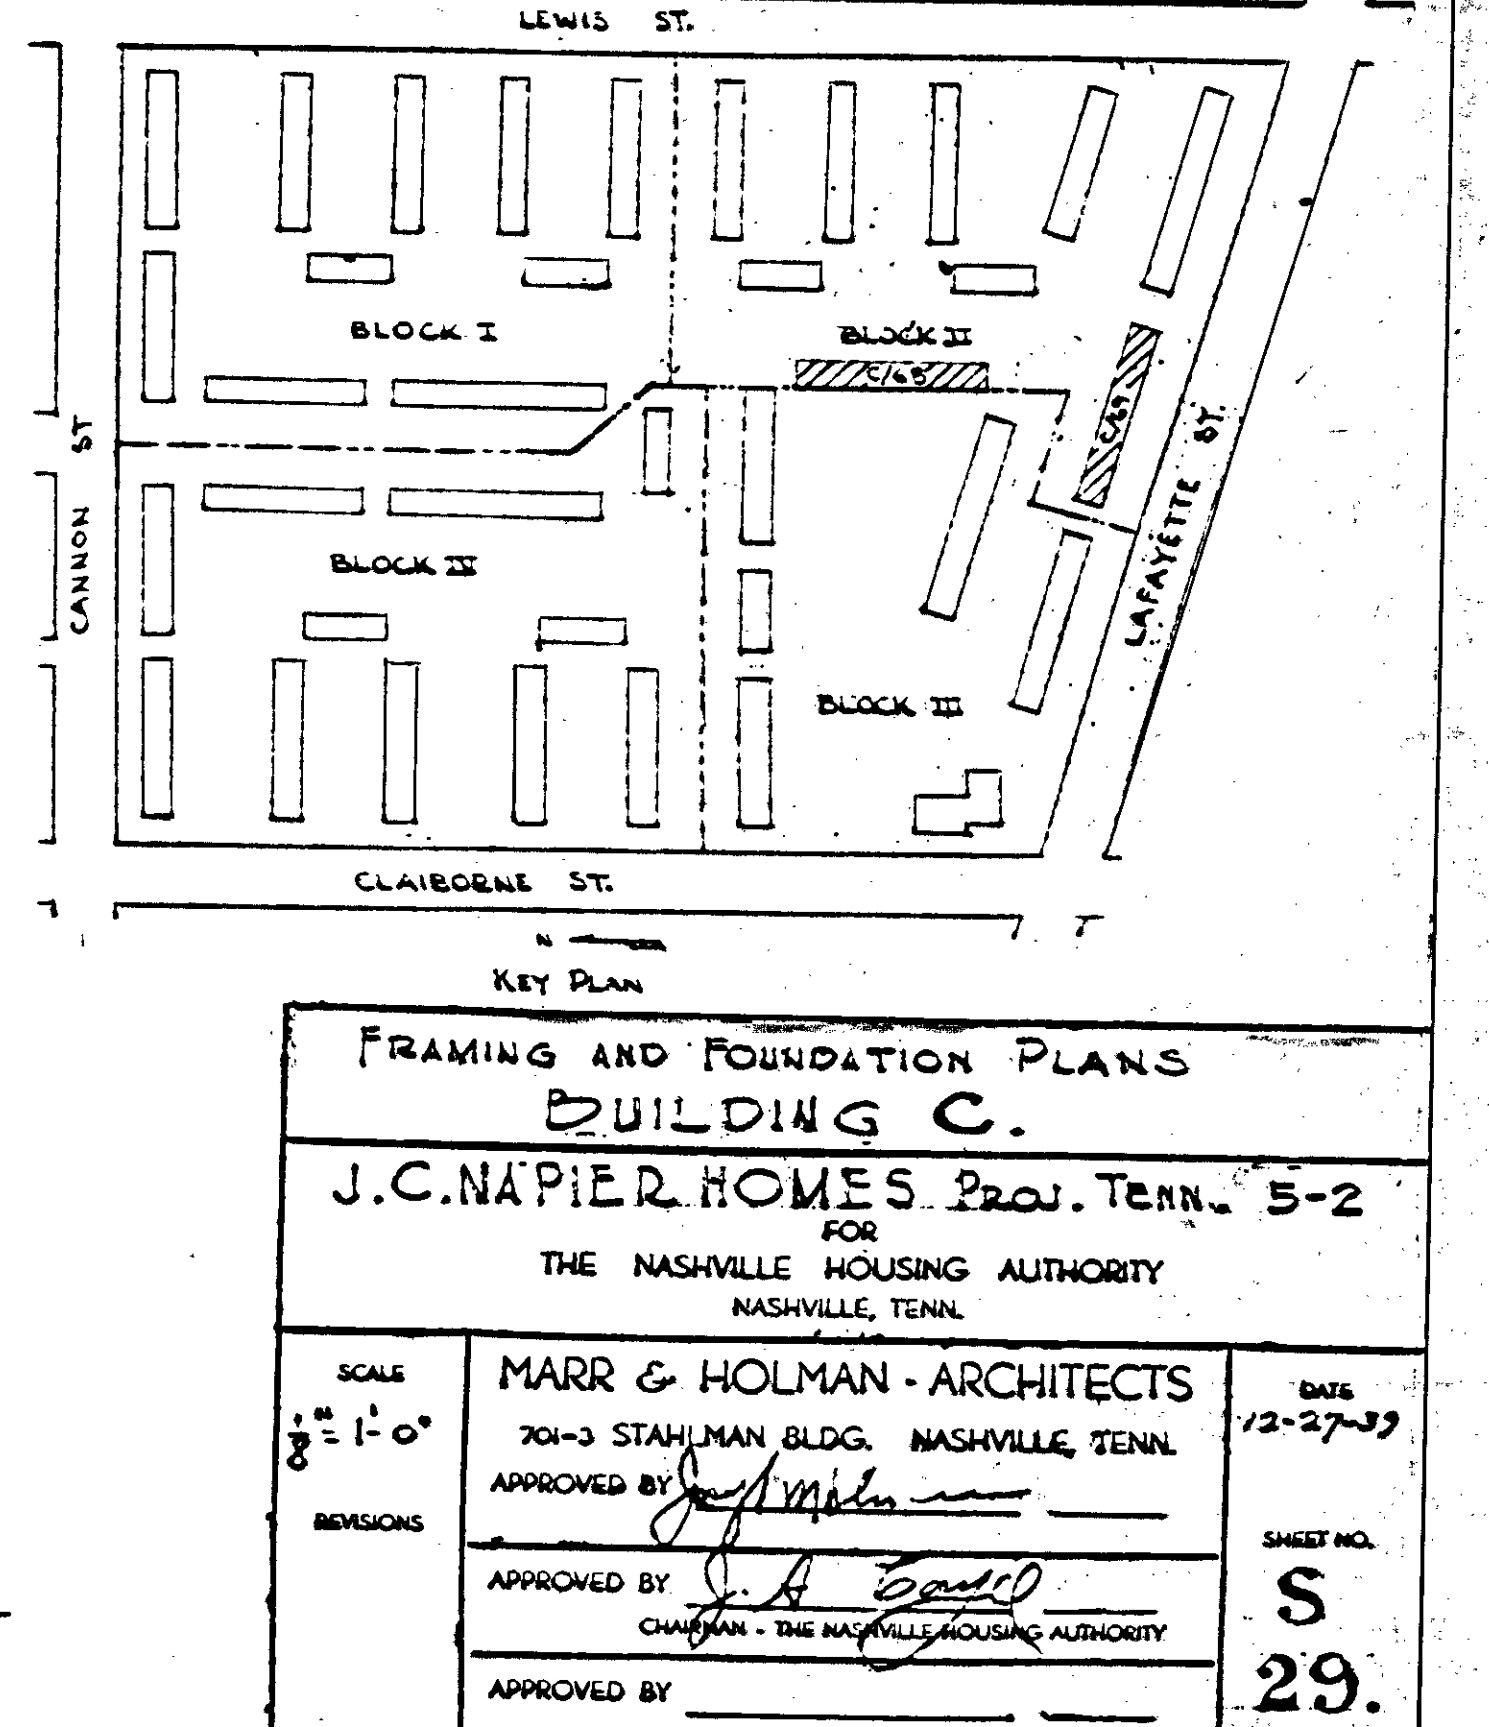 LEWIS ST.
BLOCK I
BLOCK II
C/68
C/69
CANNON ST
LAFAYETTE ST.
BLOCK IV
BLOCK III
CLAIBORNE ST.
N
KEY PLAN
FRAMING AND FOUNDATION PLANS
BUILDING C.
J.C. NAPIER HOMES PROJ. TENN. 5-2
FOR
THE NASHVILLE HOUSING AUTHORITY
NASHVILLE, TENN.
SCALE
1/8" = 1'-0"
REVISIONS
MARR & HOLMAN - ARCHITECTS
701-3 STAHLMAN BLDG. NASHVILLE, TENN.
APPROVED BY
APPROVED BY
CHAIRMAN - THE NASHVILLE HOUSING AUTHORITY
APPROVED BY
DATE
12-27-39
SHEET NO.
S
29.